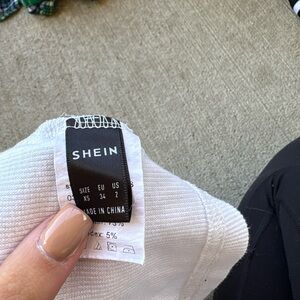 SHEIN
SIZE EU US
XS 34 2
MADE IN CHINA
5%